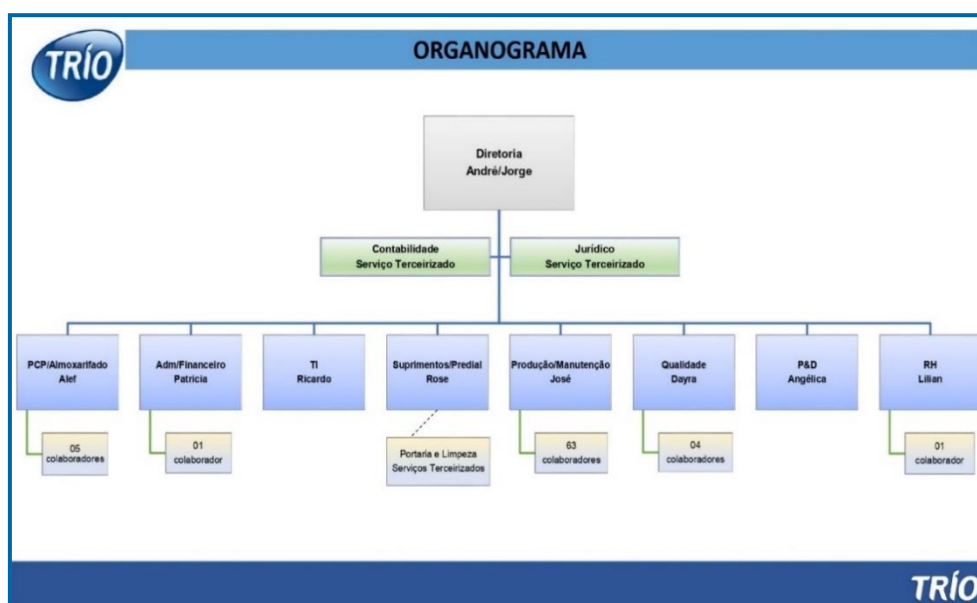 TRÍO
ORGANOGRAMA
Diretoria
André/Jorge
Contabilidade
Serviço Terceirizado
Jurídico
Serviço Terceirizado
PCP/Almoxarifado
Alef
Adm/Financeiro
Patricia
TI
Ricardo
Suprimentos/Predial
Rose
Produção/Manutenção
José
Qualidade
Dayra
P&D
Angélica
RH
Lilian
05
colaboradores
01
colaborador
Portaria e Limpeza
Serviços Terceirizados
63
colaboradores
04
colaboradores
01
colaborador
TRÍO